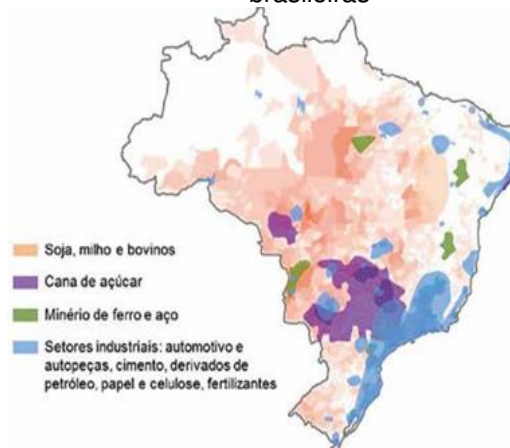 brasileiras
Soja, milho e bovinos
Cana de açúcar
Minério de ferro e aço
Setores industriais: automotivo e
autopeças, cimento, derivados de
petróleo, papel e celulose, fertilizantes